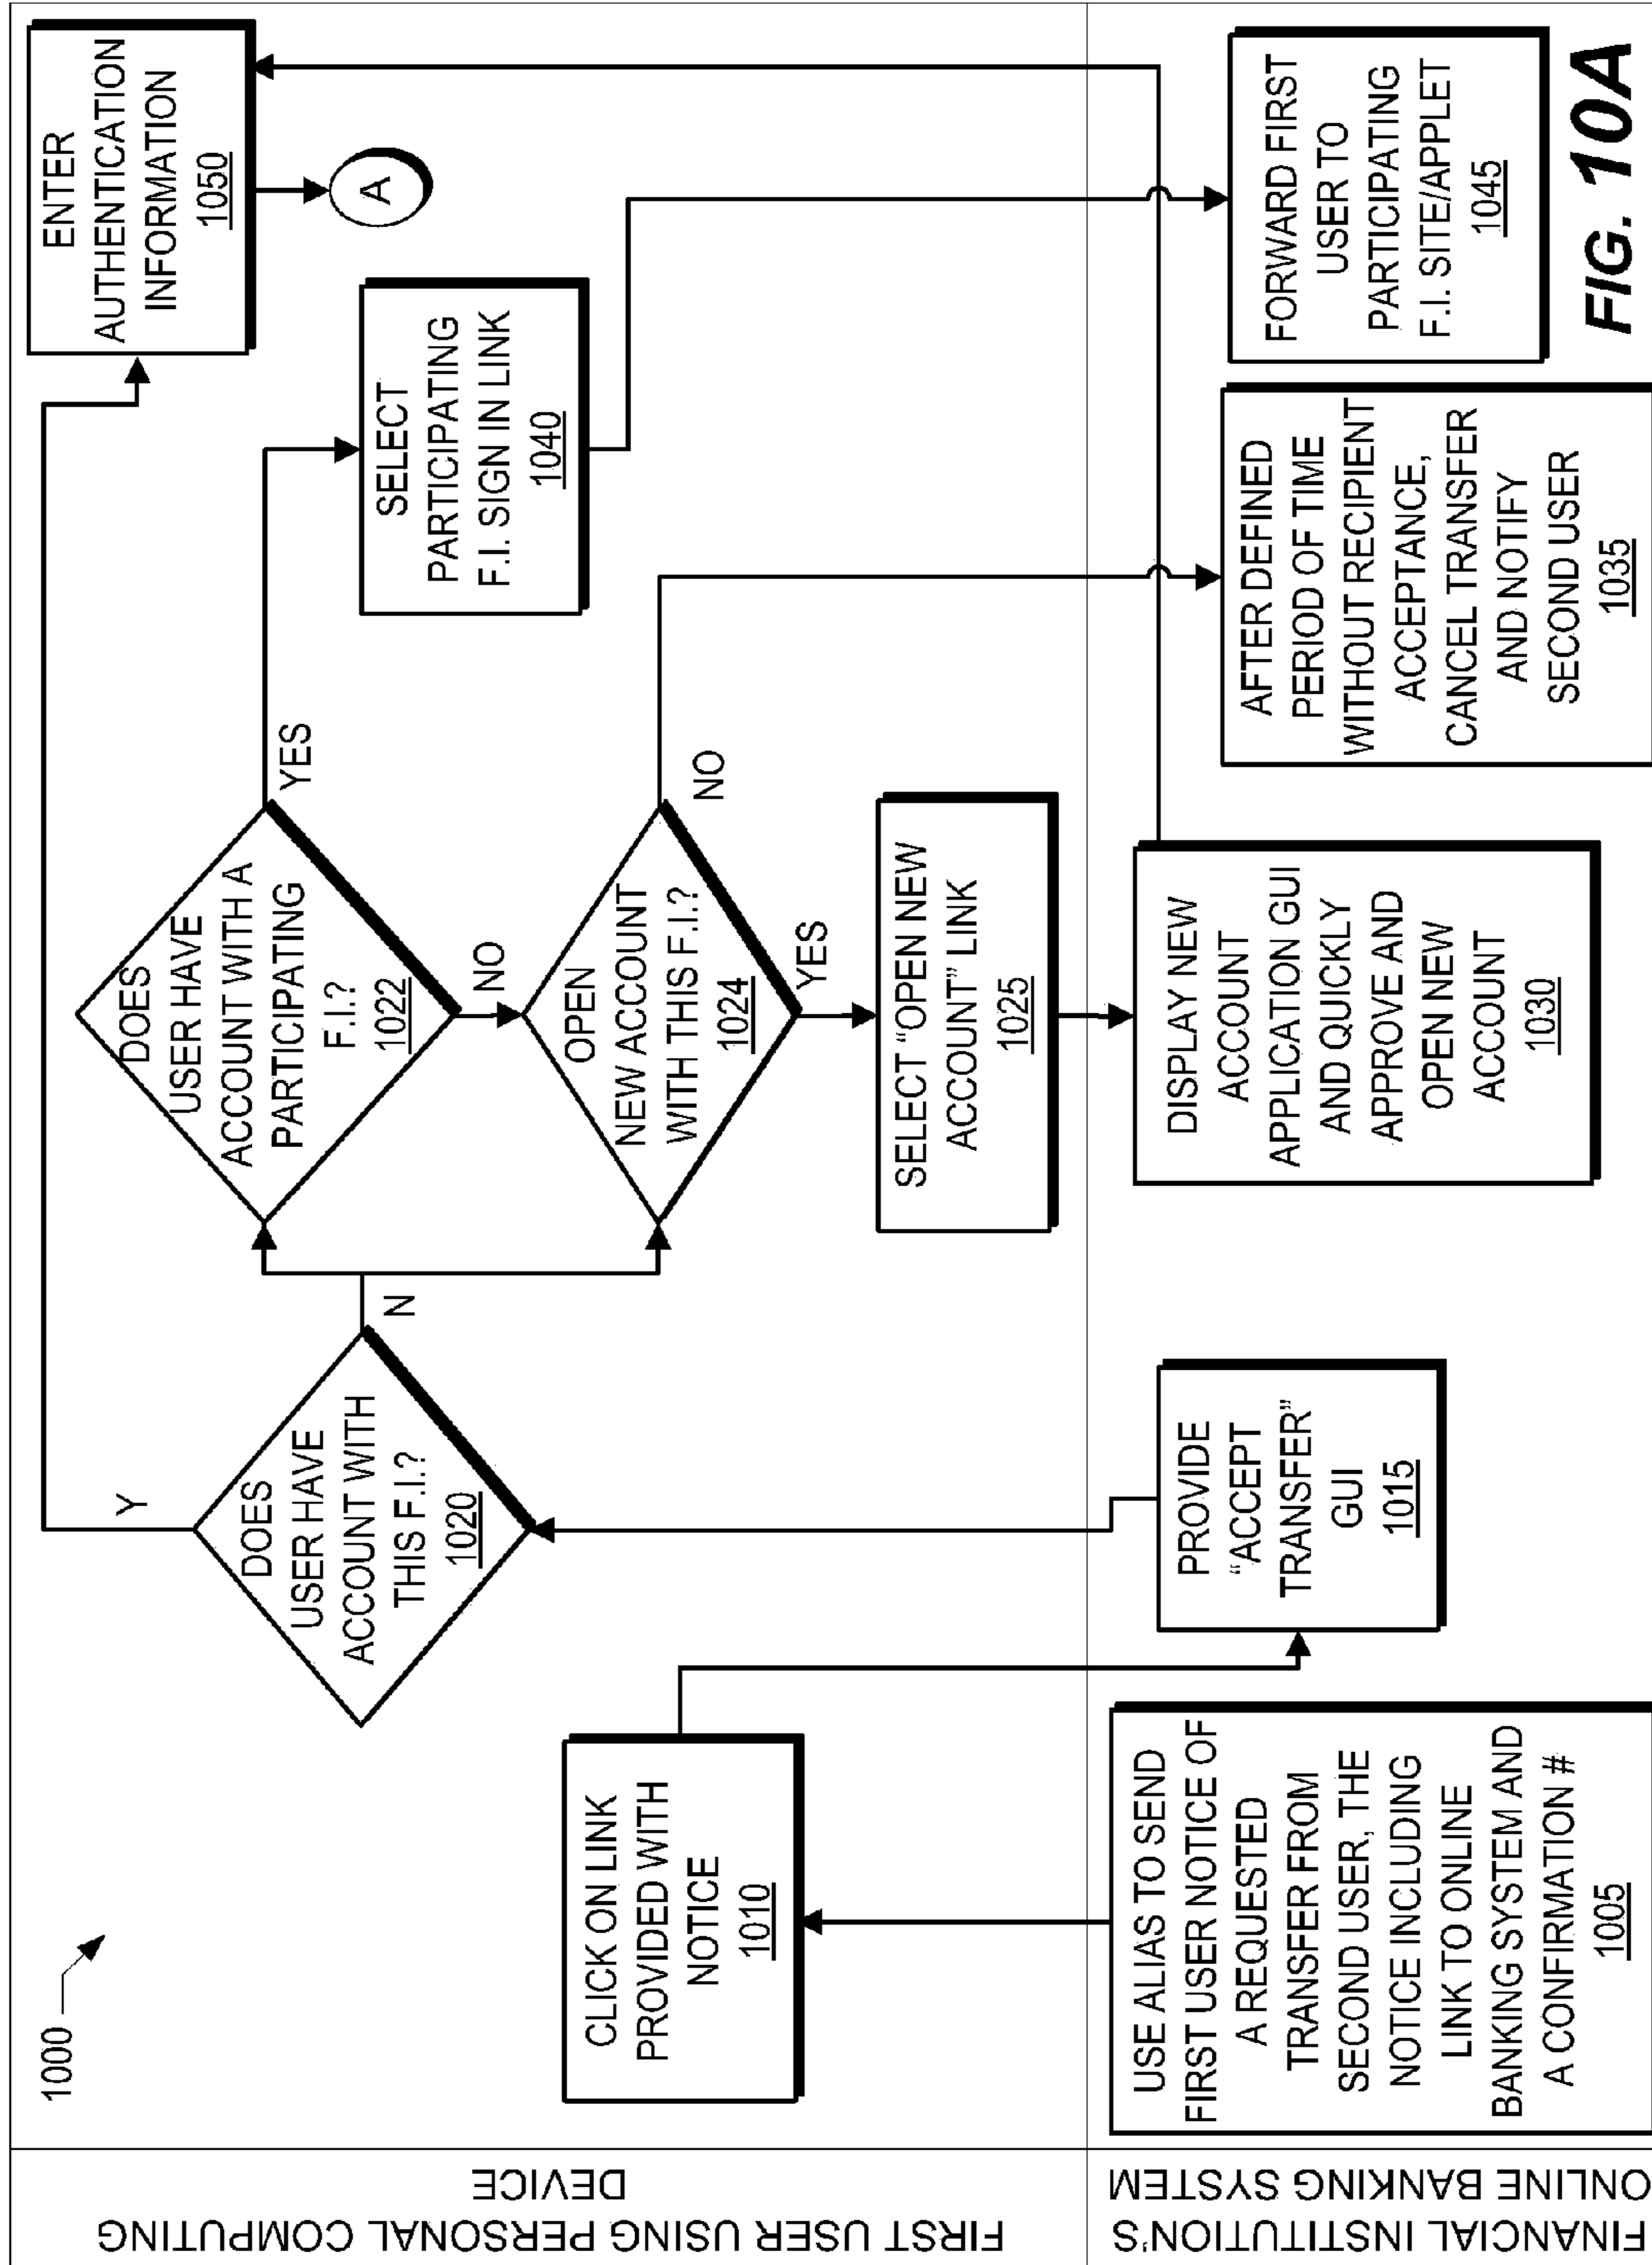 1000
FIRST USER USING PERSONAL COMPUTING
DEVICE
FINANCIAL INSTITUTION'S
ONLINE BANKING SYSTEM
USE ALIAS TO SEND
FIRST USER NOTICE OF
A REQUESTED
TRANSFER FROM
SECOND USER, THE
NOTICE INCLUDING
LINK TO ONLINE
BANKING SYSTEM AND
A CONFIRMATION #
1005
CLICK ON LINK
PROVIDED WITH
NOTICE
1010
PROVIDE
"ACCEPT
TRANSFER"
GUI
1015
DOES
USER HAVE
ACCOUNT WITH
THIS F.I.?
1020
Y
N
DOES
USER HAVE
ACCOUNT WITH A
PARTICIPATING
F.I.?
1022
YES
NO
OPEN
NEW ACCOUNT
WITH THIS F.I.?
1024
NO
YES
SELECT "OPEN NEW
ACCOUNT" LINK
1025
DISPLAY NEW
ACCOUNT
APPLICATION GUI
AND QUICKLY
APPROVE AND
OPEN NEW
ACCOUNT
1030
AFTER DEFINED
PERIOD OF TIME
WITHOUT RECIPIENT
ACCEPTANCE,
CANCEL TRANSFER
AND NOTIFY
SECOND USER
1035
SELECT
PARTICIPATING
F.I. SIGN IN LINK
1040
FORWARD FIRST
USER TO
PARTICIPATING
F.I. SITE/APPLET
1045
ENTER
AUTHENTICATION
INFORMATION
1050
A
FIG. 10A